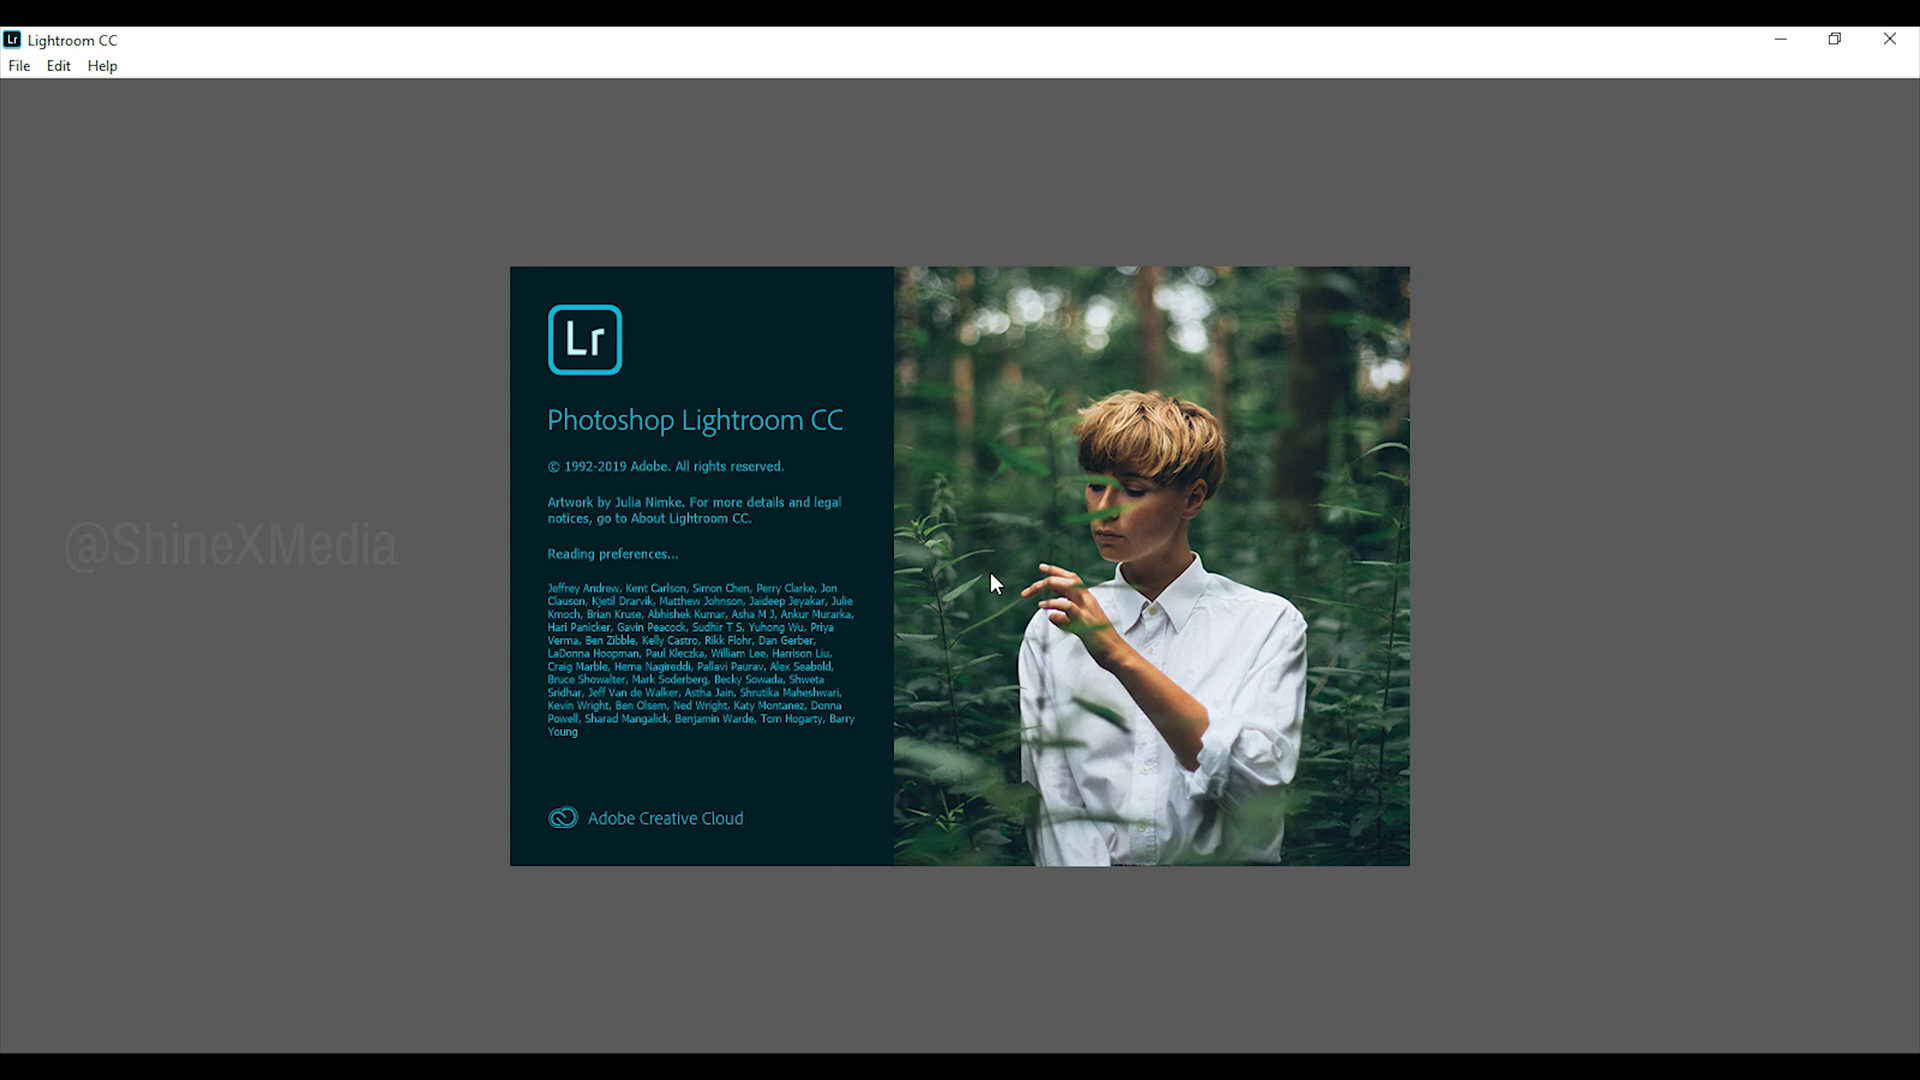 Lr Lightroom CC
File Edit Help
Lr
Photoshop Lightroom CC
© 1992-2019 Adobe. All rights reserved.
Artwork by Julia Nimke. For more details and legal
notices, go to About Lightroom CC.
@ShineXMedia
Reading preferences...
Jeffrey Andrew, Kent Carlson, Simon Chen, Perry Clarke, Jon
Clauson, Kjetil Drarvik, Matthew Johnson, Jaideep Jeyakar, Julie
Kmoch, Brian Kruse, Abhishek Kumar, Asha M J, Ankur Murarka,
Hari Panicker, Gavin Peacock, Sudhir T S, Yuhong Wu, Priya
Verma, Ben Zibble, Kelly Castro, Rikk Flohr, Dan Gerber,
LaDonna Hoopman, Paul Kleczka, William Lee, Harrison Liu,
Craig Marble, Hema Nagireddi, Pallavi Paurav, Alex Seabold,
Bruce Showalter, Mark Soderberg, Becky Sowada, Shweta
Sridhar, Jeff Van de Walker, Astha Jain, Shrutika Maheshwari,
Kevin Wright, Ben Olsem, Ned Wright, Katy Montanez, Donna
Powell, Sharad Mangalick, Benjamin Warde, Tom Hogarty, Barry
Young
Adobe Creative Cloud